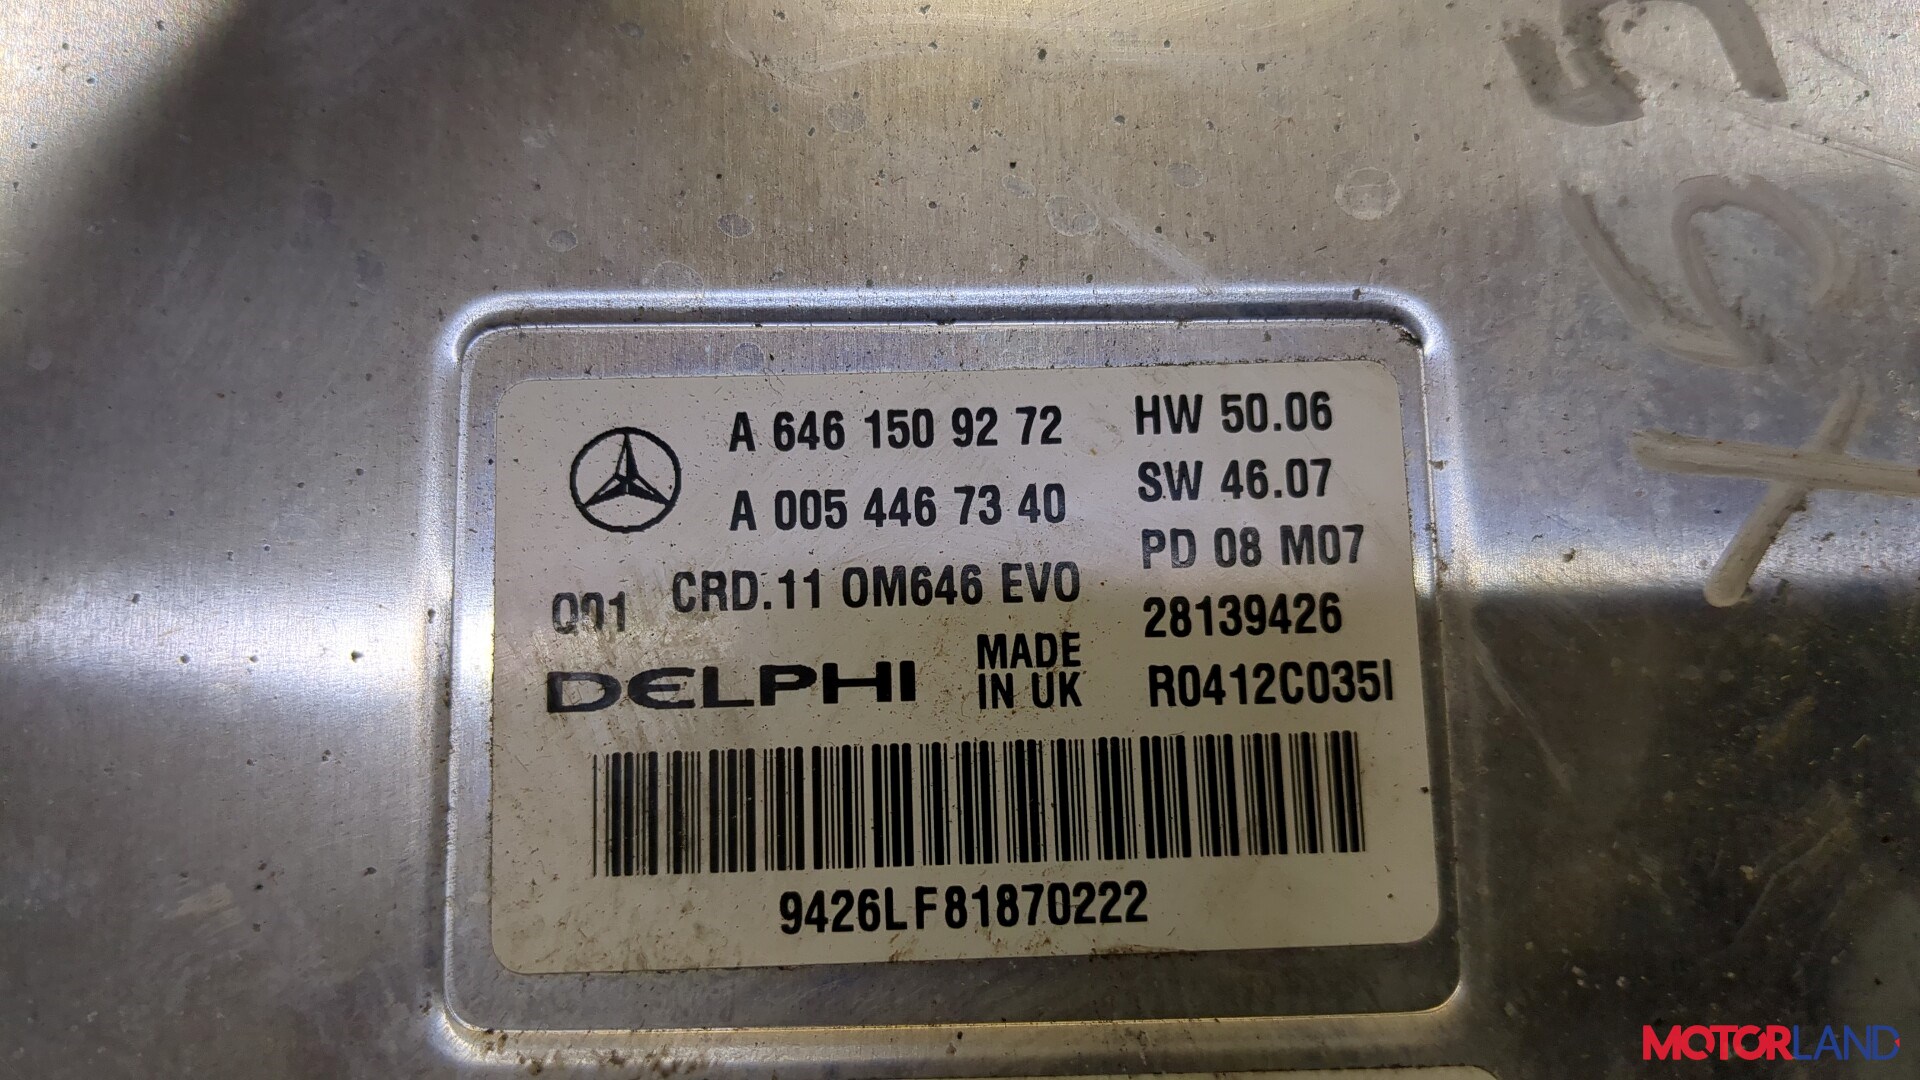 A 646 150 92 72
HW 50.06
A 005 446 73 40
SW 46.07
PD 08 M07
Q01
CRD.11 OM646 EVO
28139426
DELPHI
MADE
IN UK
R0412C035I
9426LF81870222
MOTORLAND